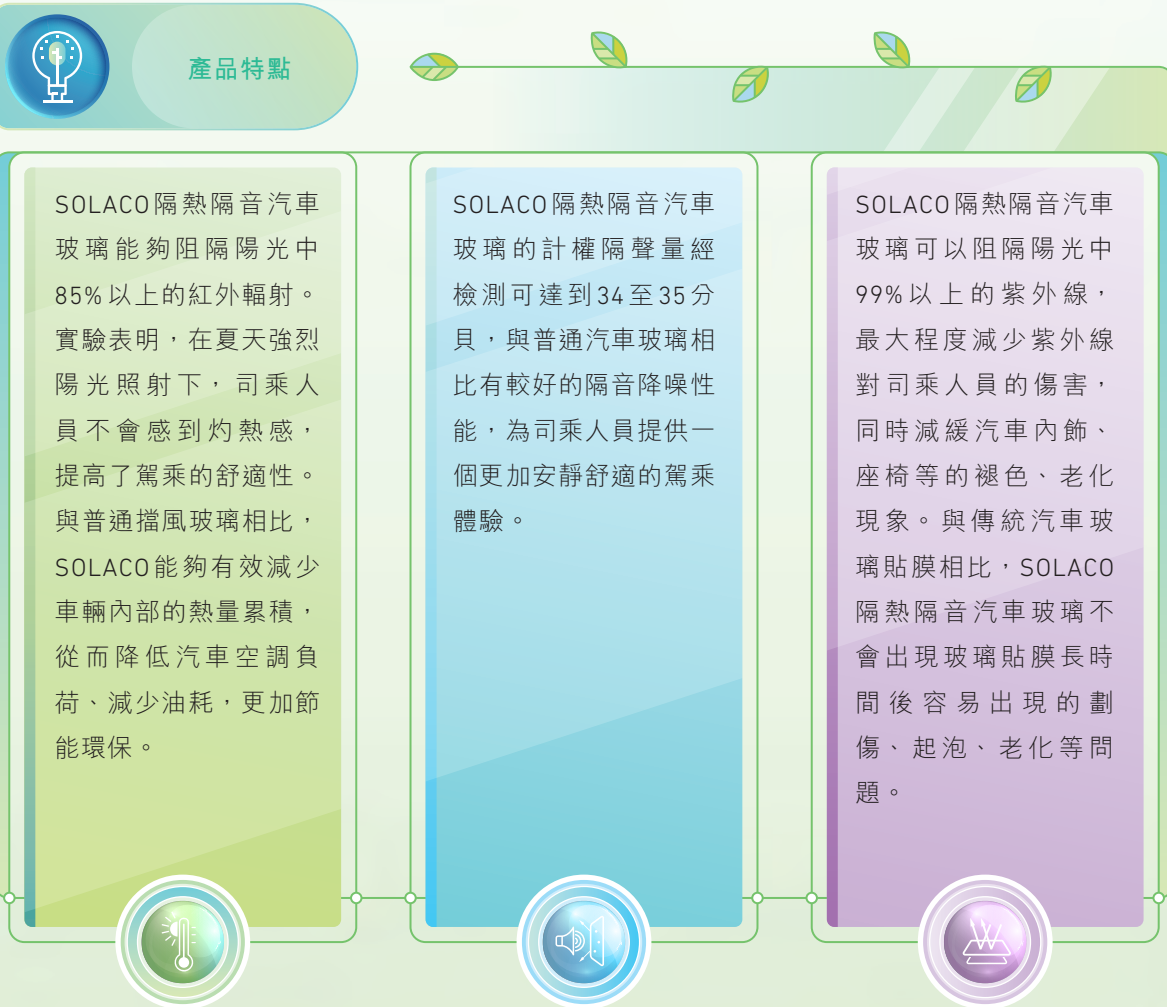 產品特點
SOLACO隔熱隔音汽車
玻璃能夠阻隔陽光中
85%以上的紅外輻射。
實驗表明，在夏天強烈
陽光照射下，司乘人
員不會感到灼熱感，
提高了駕乘的舒適性。
與普通擋風玻璃相比，
SOLACO能夠有效減少
車輛內部的熱量累積，
從而降低汽車空調負
荷、減少油耗，更加節
能環保。
SOLACO隔熱隔音汽車
玻璃的計權隔聲量經
檢測可達到34至35分
貝，與普通汽車玻璃相
比有較好的隔音降噪性
能，為司乘人員提供一
個更加安靜舒適的駕乘
體驗。
SOLACO隔熱隔音汽車
玻璃可以阻隔陽光中
99%以上的紫外線，
最大程度減少紫外線
對司乘人員的傷害，
同時減緩汽車內飾、
座椅等的褪色、老化
現象。與傳統汽車玻
璃貼膜相比，SOLACO
隔熱隔音汽車玻璃不
會出現玻璃貼膜長時
間後容易出現的劃
傷、起泡、老化等問
題。